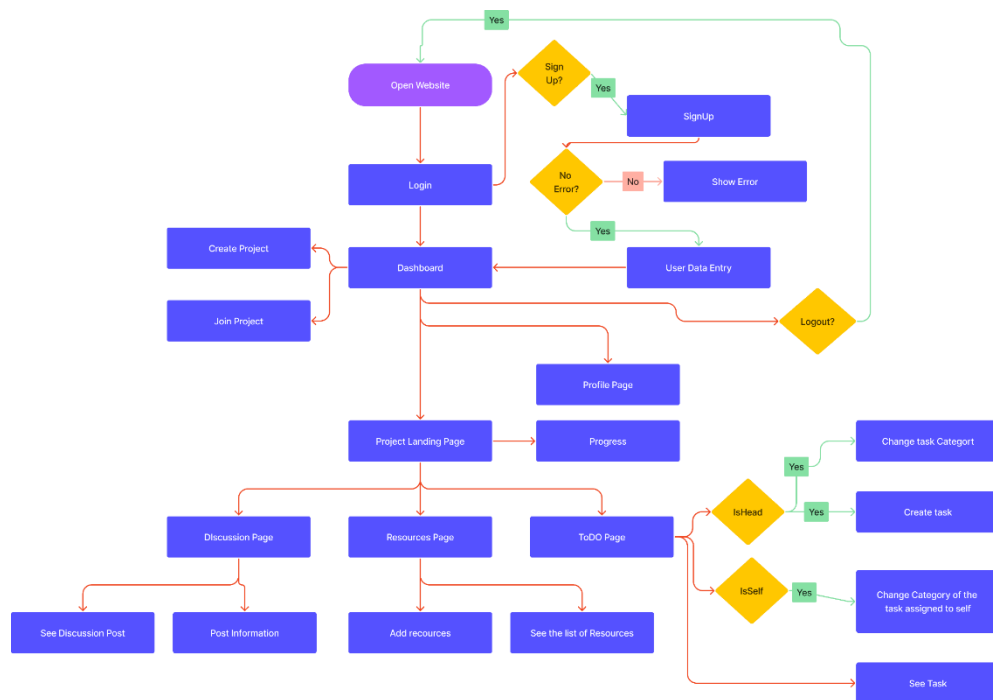 Yes
Sign
Up?
Open Website
Yes
SignUp
No
Error?
No
Show Error
Login
Yes
Create Project
Dashboard
User Data Entry
Join Project
Logout?
Profile Page
Project Landing Page
Progress
Change task Categort
Yes
IsHead
Yes
Create task
DIscussion Page
Resources Page
ToDO Page
IsSelf
Yes
Change Category of the
task assigned to self
See Discussion Post
Post Information
Add recources
See the list of Resources
See Task